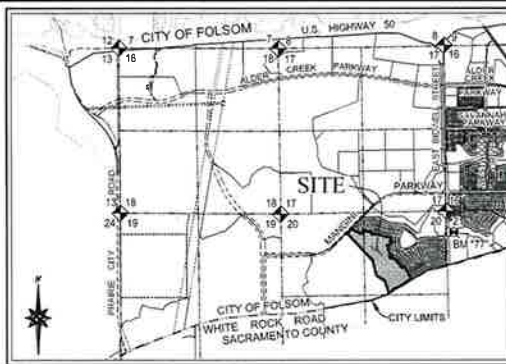 CITY OF FOLSOM
U.S. HIGHWAY 50
12 7
13 16
7 8
18 17
8 9
17 16
ALDER CREEK PARKWAY
ALDER
CREEK
PARKWAY
SAVANNAH
PARKWAY
EAST BIDWELL STREET
SITE
PARKWAY
MANGINI
PRAIRIE CITY ROAD
13 18
24 19
18 17
19 20
17
20
BM "77"
CITY OF FOLSOM
WHITE ROCK ROAD
SACRAMENTO COUNTY
CITY LIMITS